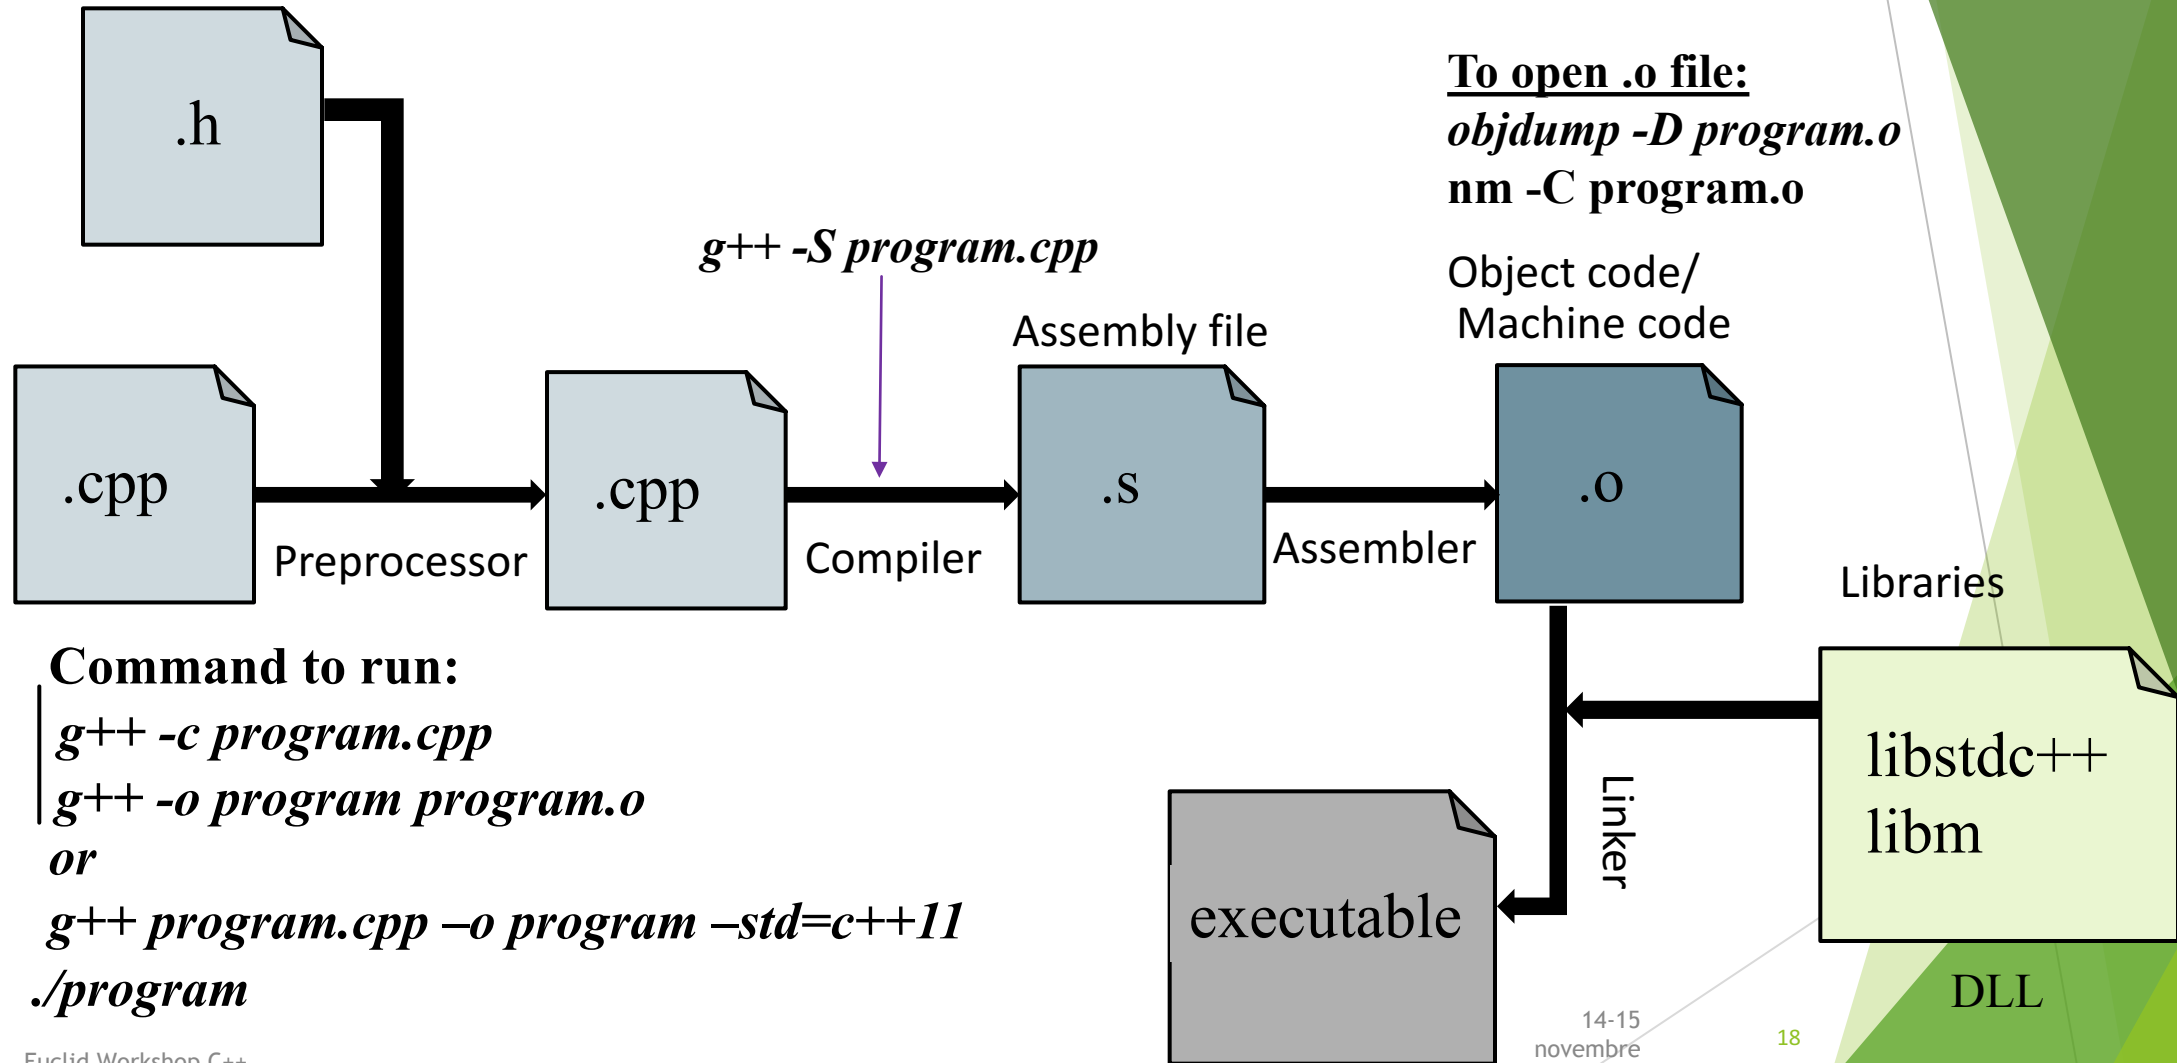 .h
To open .o file:
objdump -D program.o
nm -C program.o
g++ -S program.cpp
Object code/
Machine code
Assembly file
.cpp
.cpp
.s
.o
Preprocessor
Compiler
Assembler
Libraries
Command to run:
g++ -c program.cpp
g++ -o program program.o
or
g++ program.cpp –o program –std=c++11
./program
Linker
libstdc++
libm
executable
DLL
14-15
novembre
18
Euclid Workshop C++